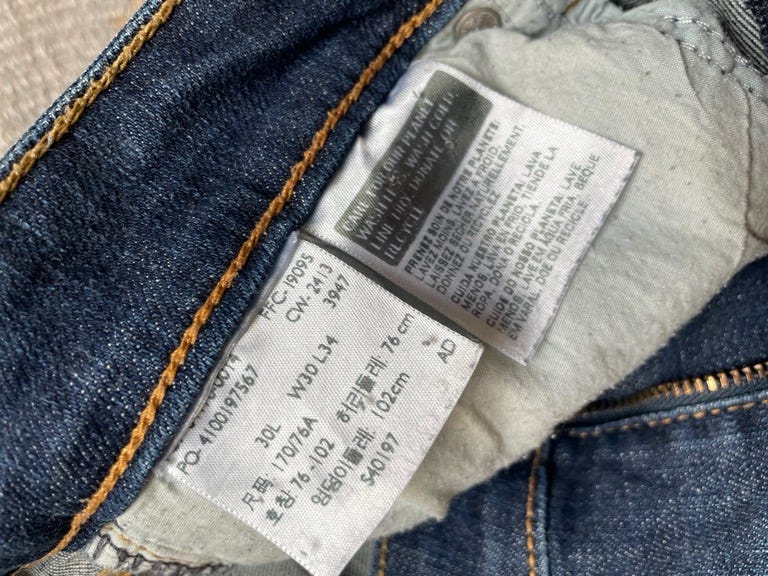 CARE FOR OUR PLANET
WASH LESS, WASH COLD,
LINE DRY, DONATE OR
RECYCLE
PRENEZ SOIN DE NOTRE PLANETE,
LAVEZ MOINS, LAVEZ A FROID,
LAISSEZ SECHER NATURELLEMENT,
DONNEZ OU RECYCLEZ.
CUIDA NUESTRO PLANETA, LAVA
MENOS, LAVA EN FRIO, TIENDE LA
ROPA, DONA O RECICLA.
CUIDE DO NOSSO PLANETA, LAVE
MENOS, LAVE EM AGUA FRIA, SEQUE
EM VARAL, DOE OU RECICLE.
FFC-19095
CW-2413
3947
PO-4100197567
30L W30 L34
尺码 170/76A 허리둘레: 76 cm
호칭 76-102 AD
엉덩이둘레: 102cm
S40197